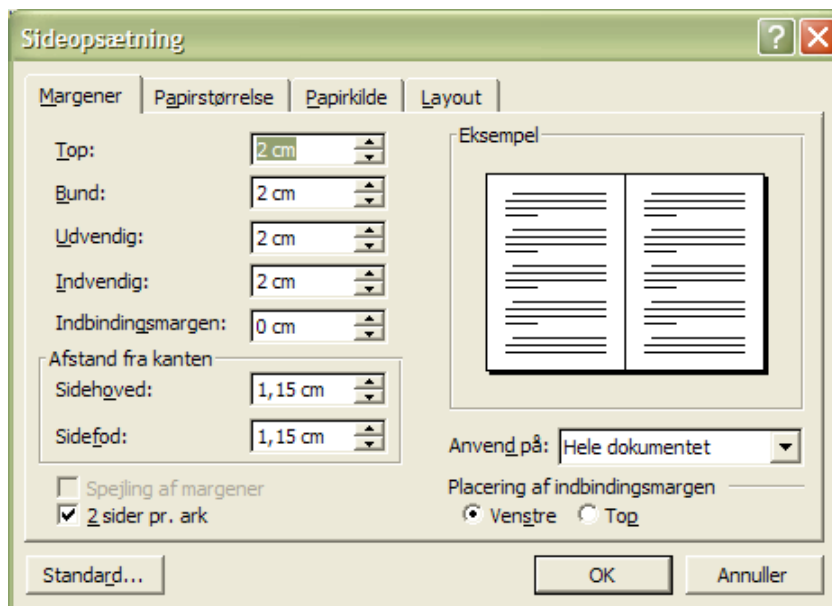 Sideopsætning
Margener Papirstørrelse Papirkilde Layout
Top: 2 cm
Bund: 2 cm
Udvendig: 2 cm
Indvendig: 2 cm
Indbindingsmargen: 0 cm
Afstand fra kanten
Sidehoved: 1,15 cm
Sidefod: 1,15 cm
Spejling af margener
2 sider pr. ark
Eksempel
Anvend på: Hele dokumentet
Placering af indbindingsmargen
Venstre Top
Standard... OK Annuller